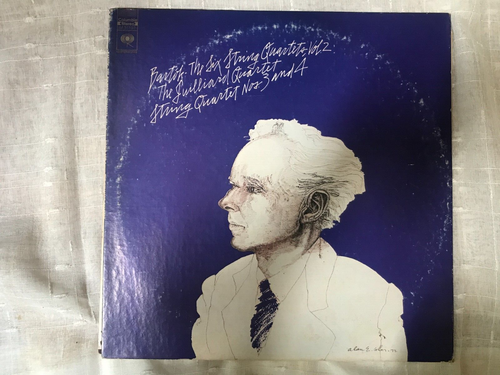 Bartók: The Six String Quartets, Vol. 2
The Juilliard Quartet
String Quartet Nos. 3 and 4